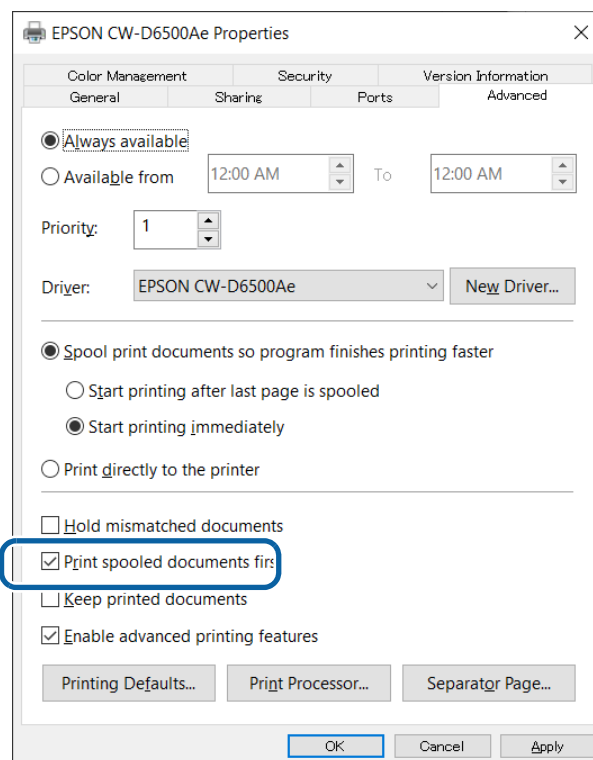 EPSON CW-D6500Ae Properties
Color Management Security Version Information
General Sharing Ports Advanced
Always available
Available from 12:00 AM To 12:00 AM
Priority: 1
Driver: EPSON CW-D6500Ae New Driver...
Spool print documents so program finishes printing faster
Start printing after last page is spooled
Start printing immediately
Print directly to the printer
Hold mismatched documents
Print spooled documents firs
Keep printed documents
Enable advanced printing features
Printing Defaults... Print Processor... Separator Page...
OK Cancel Apply